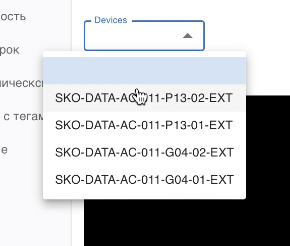 ость
Devices
рок
ническо
SKO-DATA-AC-011-P13-02-EXT
с тегам
SKO-DATA-AC-011-P13-01-EXT
е
SKO-DATA-AC-011-G04-02-EXT
SKO-DATA-AC-011-G04-01-EXT